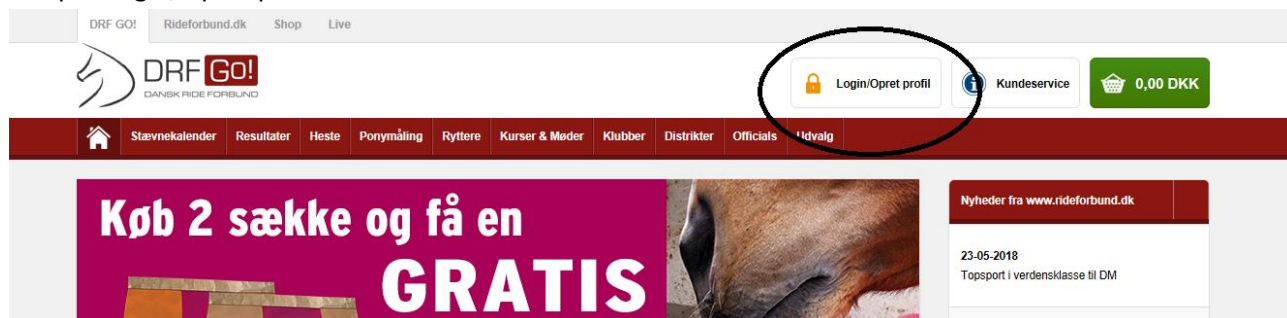 DRF GO! Rideforbund.dk Shop Live
DRF GO!
DANSK RIDE FORBUND
Login/Opret profil
Kundeservice
0,00 DKK
Stævnekalender Resultater Heste Ponymåling Ryttere Kurser & Møder Klubber Distrikter Officials Udvalg
Køb 2 sække og få en
GRATIS
Nyheder fra www.rideforbund.dk
23-05-2018
Topsport i verdensklasse til DM